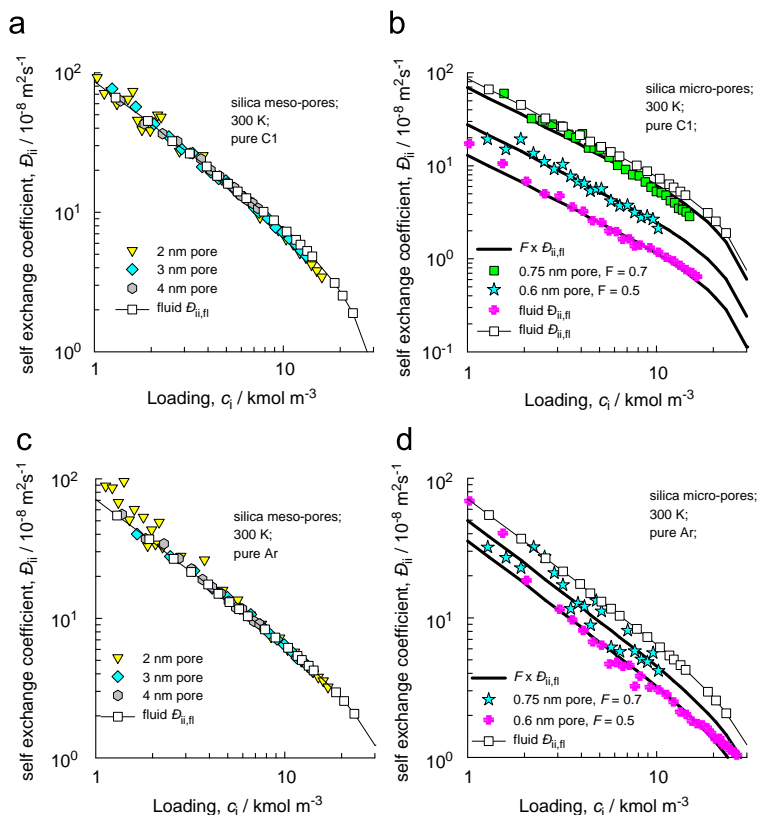 a
self exchange coefficient, Đii / 10-8 m2s-1
102
101
100
silica meso-pores;
300 K;
pure C1
2 nm pore
3 nm pore
4 nm pore
fluid Đii,fl
1
10
Loading, ci / kmol m-3
b
self exchange coefficient, Đii / 10-8 m2s-1
102
101
100
10-1
silica micro-pores;
300 K;
pure C1;
F x Đii,fl
0.75 nm pore, F = 0.7
0.6 nm pore, F = 0.5
fluid Đii,fl
fluid Đii,fl
1
10
Loading, ci / kmol m-3
c
self exchange coefficient, Đii / 10-8 m2s-1
102
101
100
silica meso-pores;
300 K;
pure Ar
2 nm pore
3 nm pore
4 nm pore
fluid Đii,fl
1
10
Loading, ci / kmol m-3
d
self exchange coefficient, Đii / 10-8 m2s-1
102
101
100
silica micro-pores;
300 K;
pure Ar;
F x Đii,fl
0.75 nm pore, F = 0.7
0.6 nm pore, F = 0.5
fluid Đii,fl
1
10
Loading, ci / kmol m-3